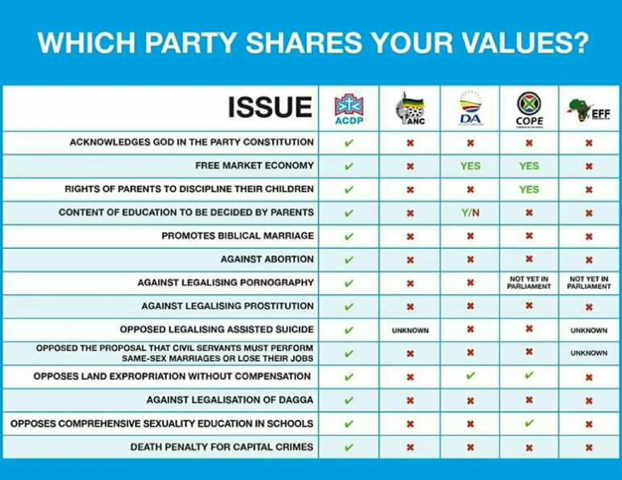 WHICH PARTY SHARES YOUR VALUES?
ISSUE ACDP ANC DA COPE EFF
ACKNOWLEDGES GOD IN THE PARTY CONSTITUTION ✓ ✖ ✖ ✖ ✖
FREE MARKET ECONOMY ✓ ✖ YES YES ✖
RIGHTS OF PARENTS TO DISCIPLINE THEIR CHILDREN ✓ ✖ ✖ YES ✖
CONTENT OF EDUCATION TO BE DECIDED BY PARENTS ✓ ✖ Y/N ✖ ✖
PROMOTES BIBLICAL MARRIAGE ✓ ✖ ✖ ✖ ✖
AGAINST ABORTION ✓ ✖ ✖ ✖ ✖
AGAINST LEGALISING PORNOGRAPHY ✓ ✖ ✖ NOT YET IN PARLIAMENT NOT YET IN PARLIAMENT
AGAINST LEGALISING PROSTITUTION ✓ ✖ ✖ ✖ ✖
OPPOSED LEGALISING ASSISTED SUICIDE ✓ UNKNOWN ✖ ✖ UNKNOWN
OPPOSED THE PROPOSAL THAT CIVIL SERVANTS MUST PERFORM
SAME-SEX MARRIAGES OR LOSE THEIR JOBS ✓ ✖ ✖ ✖ UNKNOWN
OPPOSES LAND EXPROPRIATION WITHOUT COMPENSATION ✓ ✖ ✓ ✓ ✖
AGAINST LEGALISATION OF DAGGA ✓ ✖ ✖ ✖ ✖
OPPOSES COMPREHENSIVE SEXUALITY EDUCATION IN SCHOOLS ✓ ✖ ✖ ✓ ✖
DEATH PENALTY FOR CAPITAL CRIMES ✓ ✖ ✖ ✖ ✖